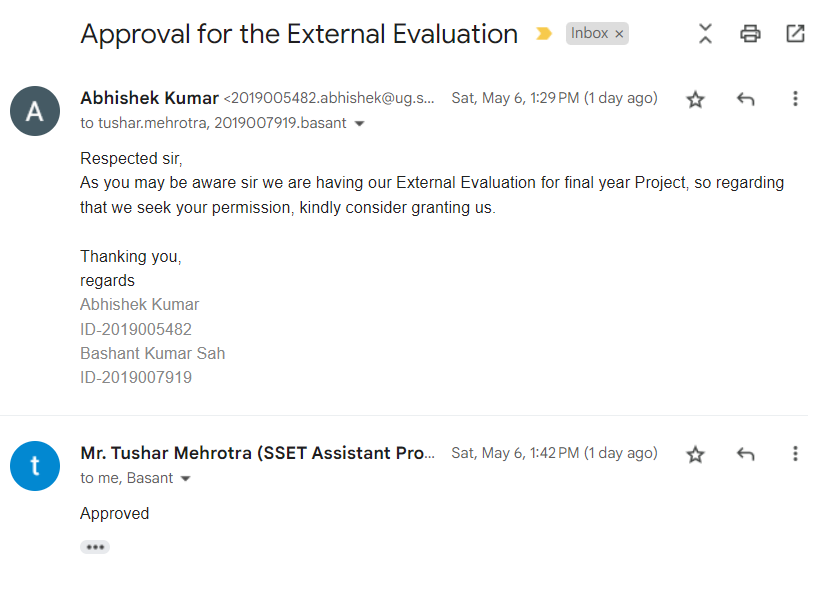 Approval for the External Evaluation Inbox ×
A
Abhishek Kumar <2019005482.abhishek@ug.s... Sat, May 6, 1:29 PM (1 day ago)
to tushar.mehrotra, 2019007919.basant
Respected sir,
As you may be aware sir we are having our External Evaluation for final year Project, so regarding
that we seek your permission, kindly consider granting us.
Thanking you,
regards
Abhishek Kumar
ID-2019005482
Bashant Kumar Sah
ID-2019007919
t
Mr. Tushar Mehrotra (SSET Assistant Pro... Sat, May 6, 1:42 PM (1 day ago)
to me, Basant
Approved